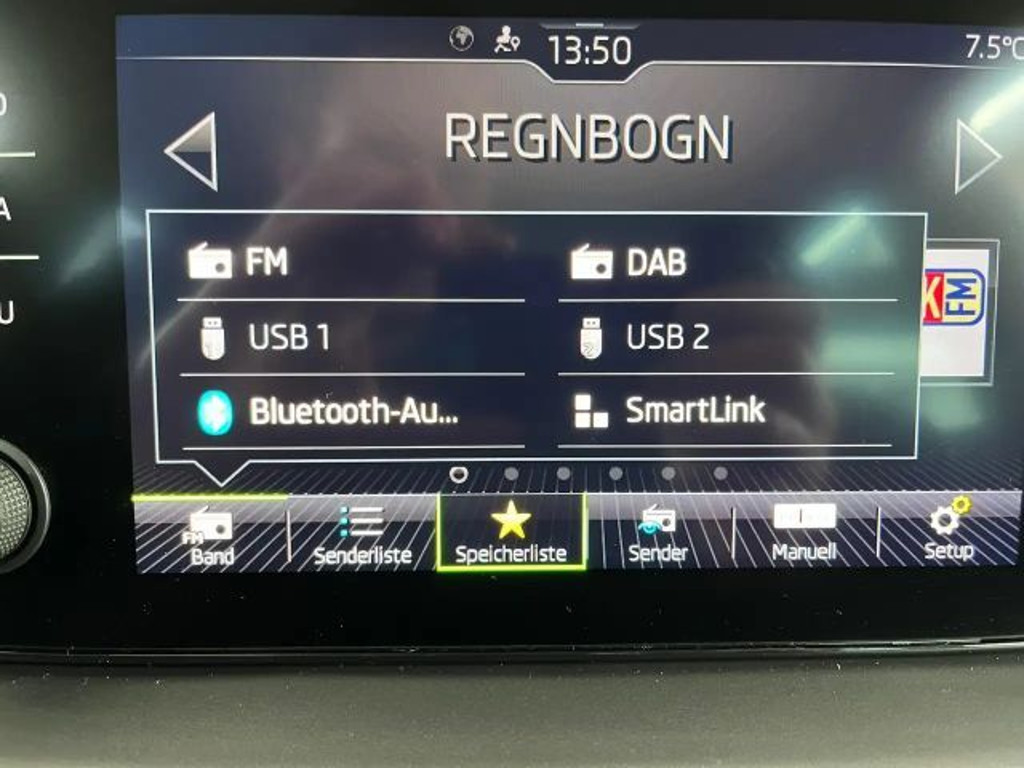 13:50
7.5°C
REGNBOGN
FM
DAB
USB 1
USB 2
Bluetooth-Au...
SmartLink
FM
FM
Band
Senderliste
Speicherliste
Sender
Manuell
Setup